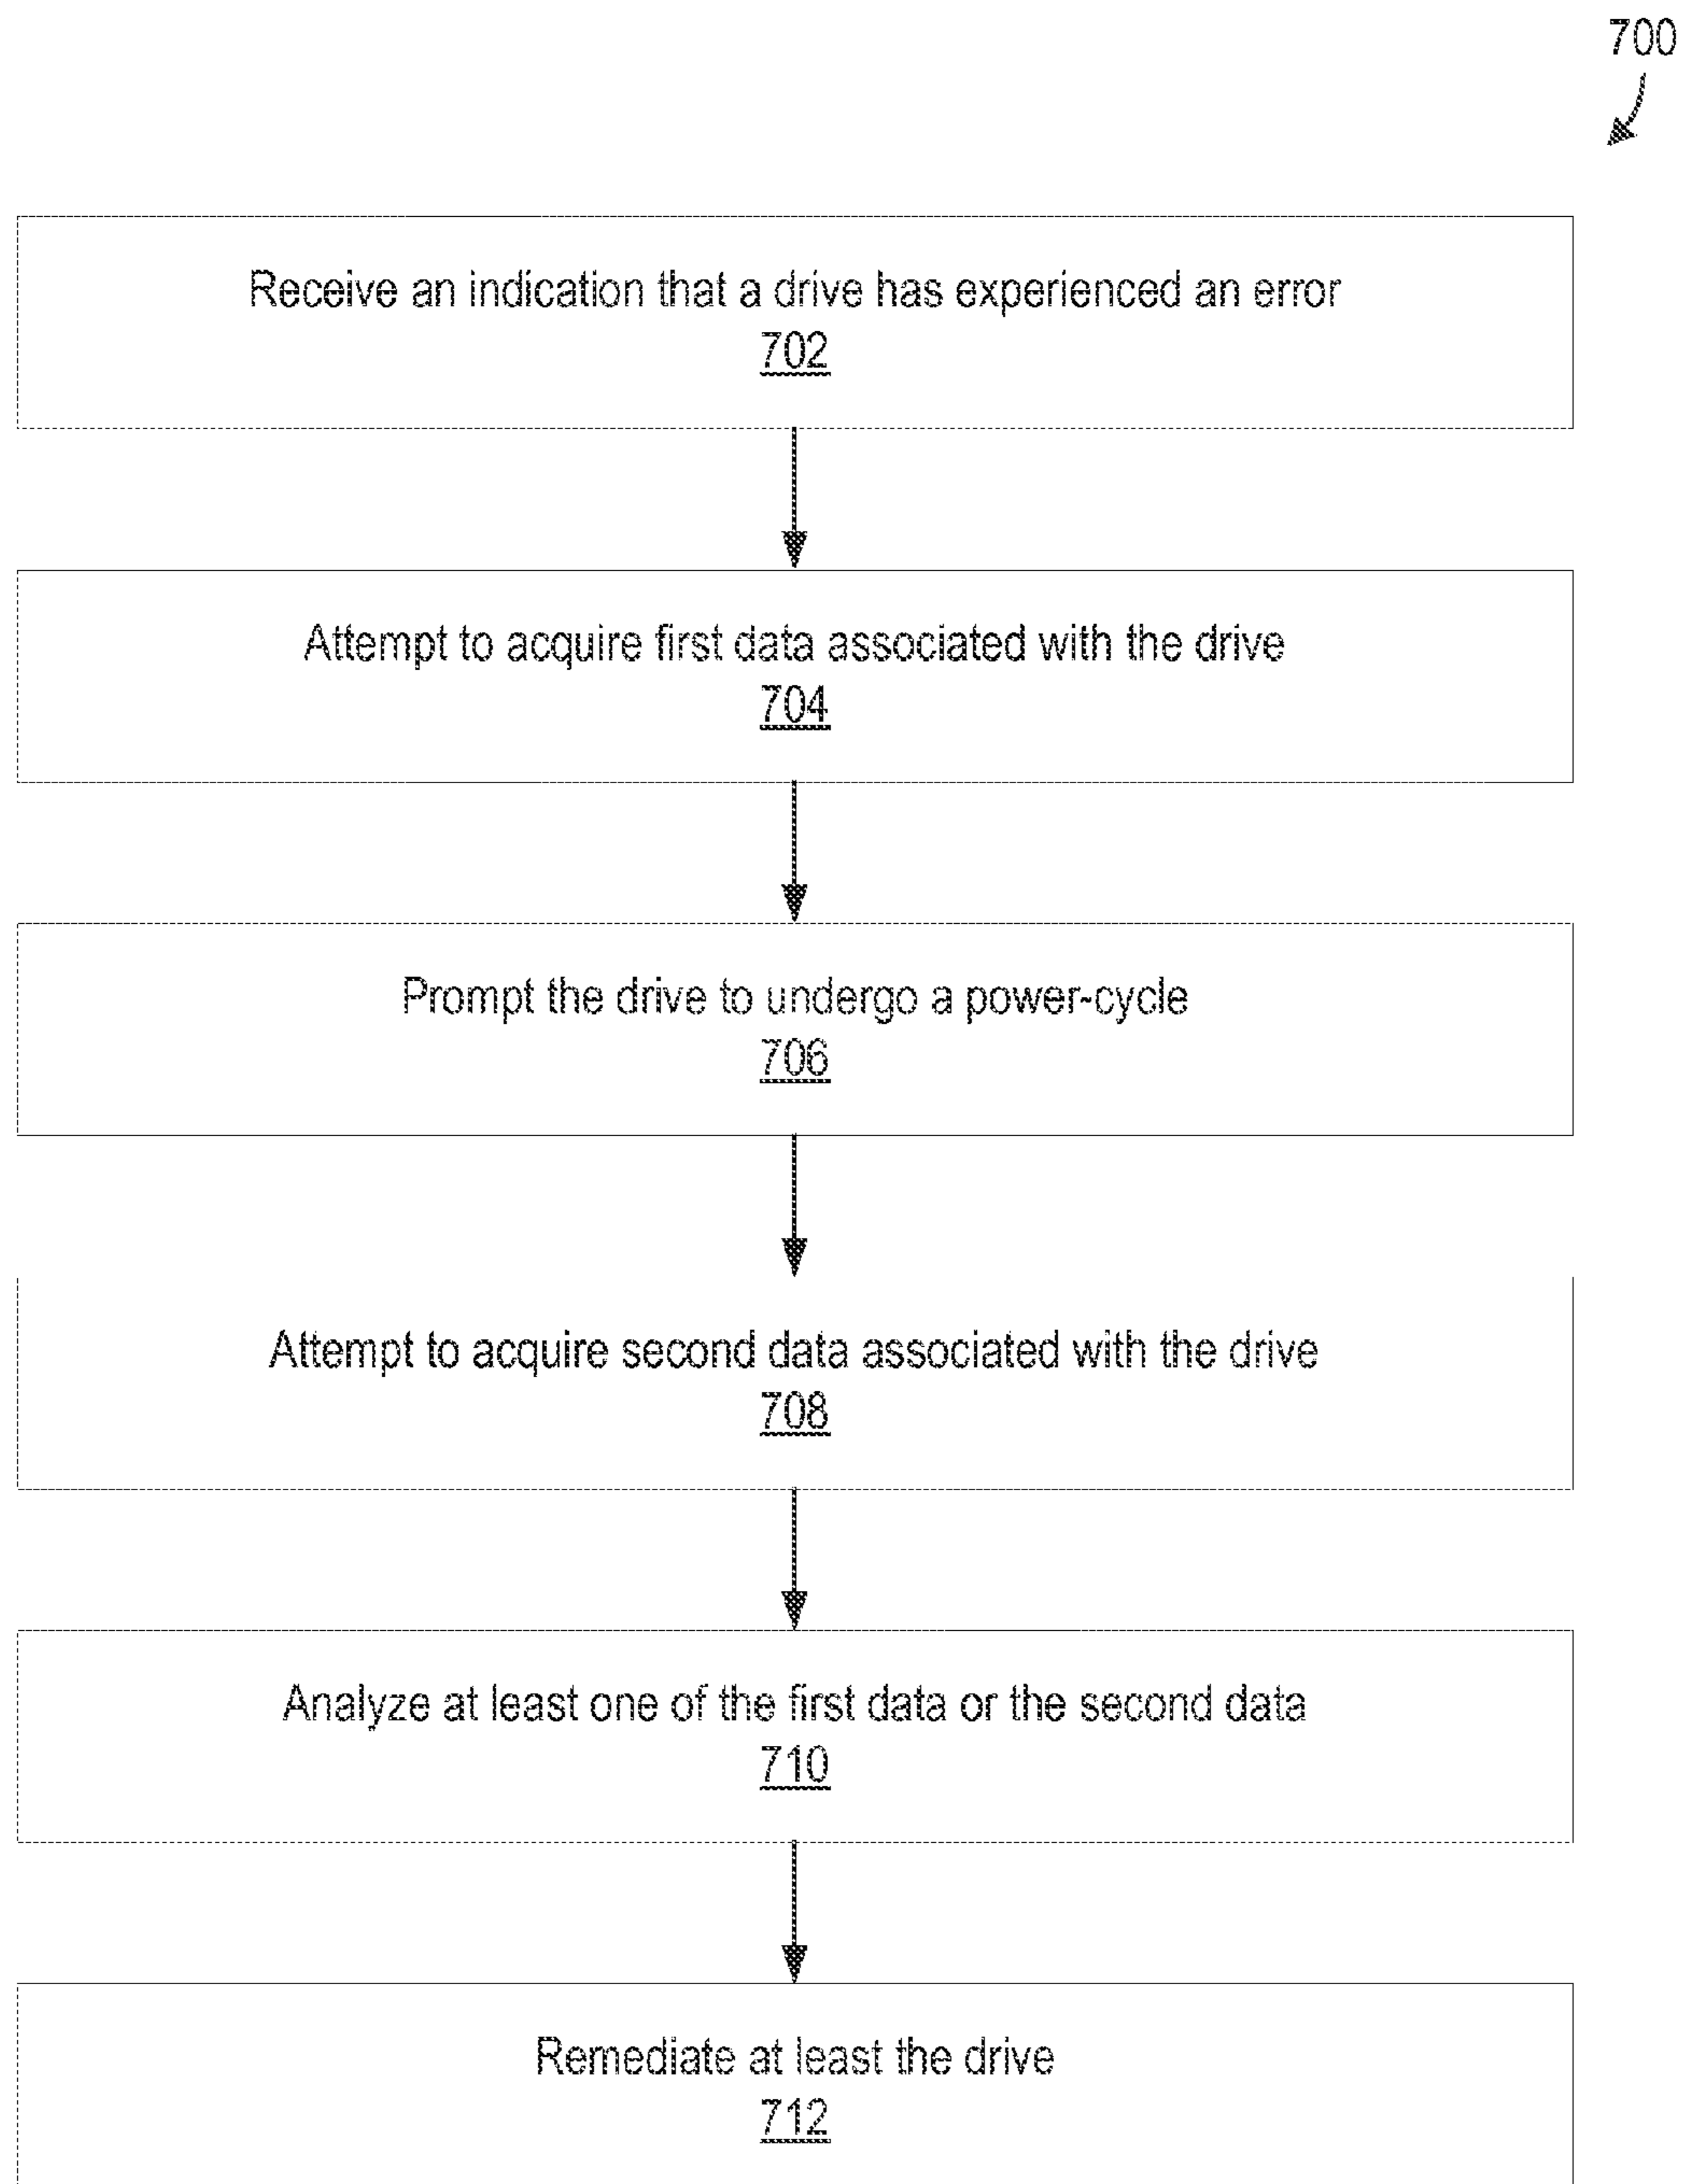 700
Receive an indication that a drive has experienced an error
702
Attempt to acquire first data associated with the drive
704
Prompt the drive to undergo a power-cycle
706
Attempt to acquire second data associated with the drive
708
Analyze at least one of the first data or the second data
710
Remediate at least the drive
712